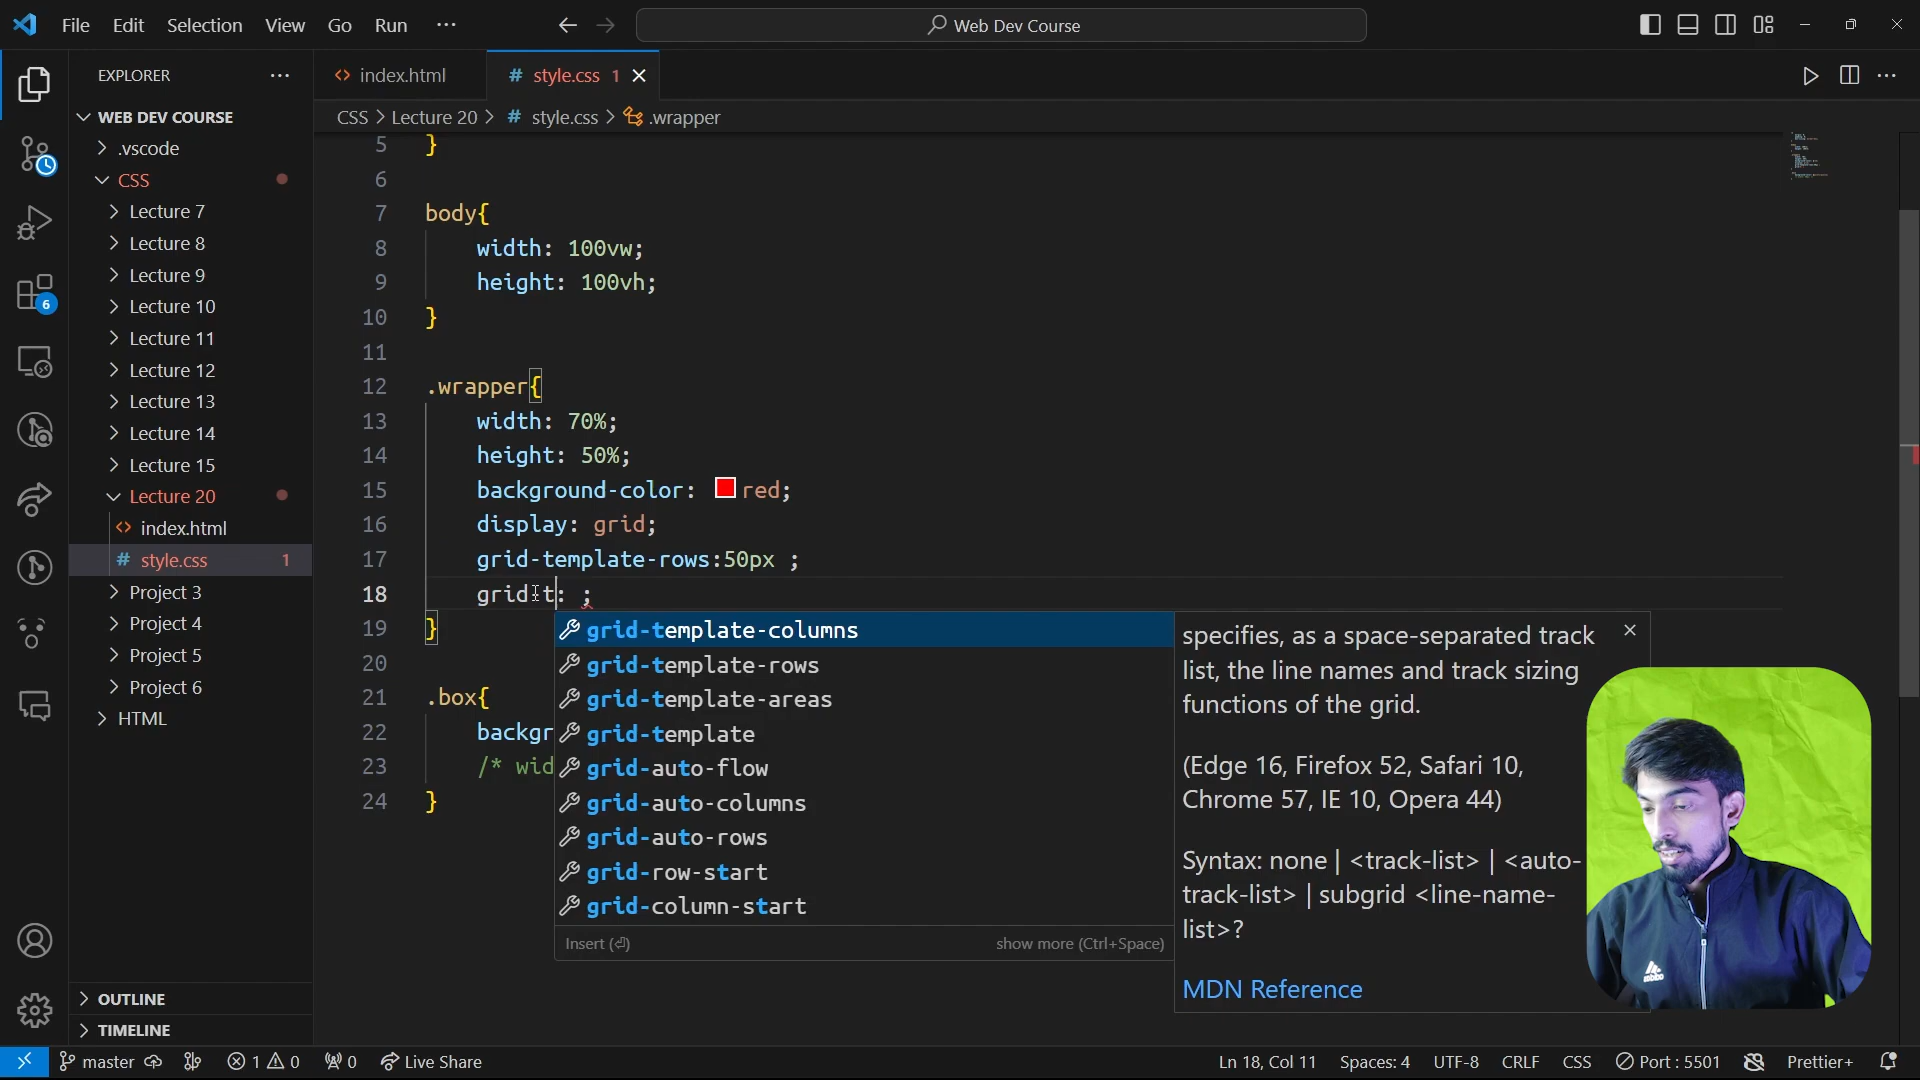 File Edit Selection View Go Run ···
Web Dev Course
EXPLORER ···
index.html
# style.css 1
CSS > Lecture 20 > # style.css > .wrapper
WEB DEV COURSE
.vscode
CSS
Lecture 7
Lecture 8
Lecture 9
Lecture 10
Lecture 11
Lecture 12
Lecture 13
Lecture 14
Lecture 15
Lecture 20
<> index.html
# style.css 1
Project 3
Project 4
Project 5
Project 6
HTML
OUTLINE
TIMELINE
6
5 }
6
7 body{
8 width: 100vw;
9 height: 100vh;
10 }
11
12 .wrapper{
13 width: 70%;
14 height: 50%;
15 background-color: red;
16 display: grid;
17 grid-template-rows:50px ;
18 grid-t: ;
19 }
20
21 .box{
22 backgr
23 /* wid
24 }
grid-template-columns
grid-template-rows
grid-template-areas
grid-template
grid-auto-flow
grid-auto-columns
grid-auto-rows
grid-row-start
grid-column-start
Insert (⏎) show more (Ctrl+Space)
specifies, as a space-separated track
list, the line names and track sizing
functions of the grid.
(Edge 16, Firefox 52, Safari 10,
Chrome 57, IE 10, Opera 44)
Syntax: none | <track-list> | <auto-
track-list> | subgrid <line-name-
list>?
MDN Reference
master 1 0 0 Live Share Ln 18, Col 11 Spaces: 4 UTF-8 CRLF CSS Port : 5501 Prettier+